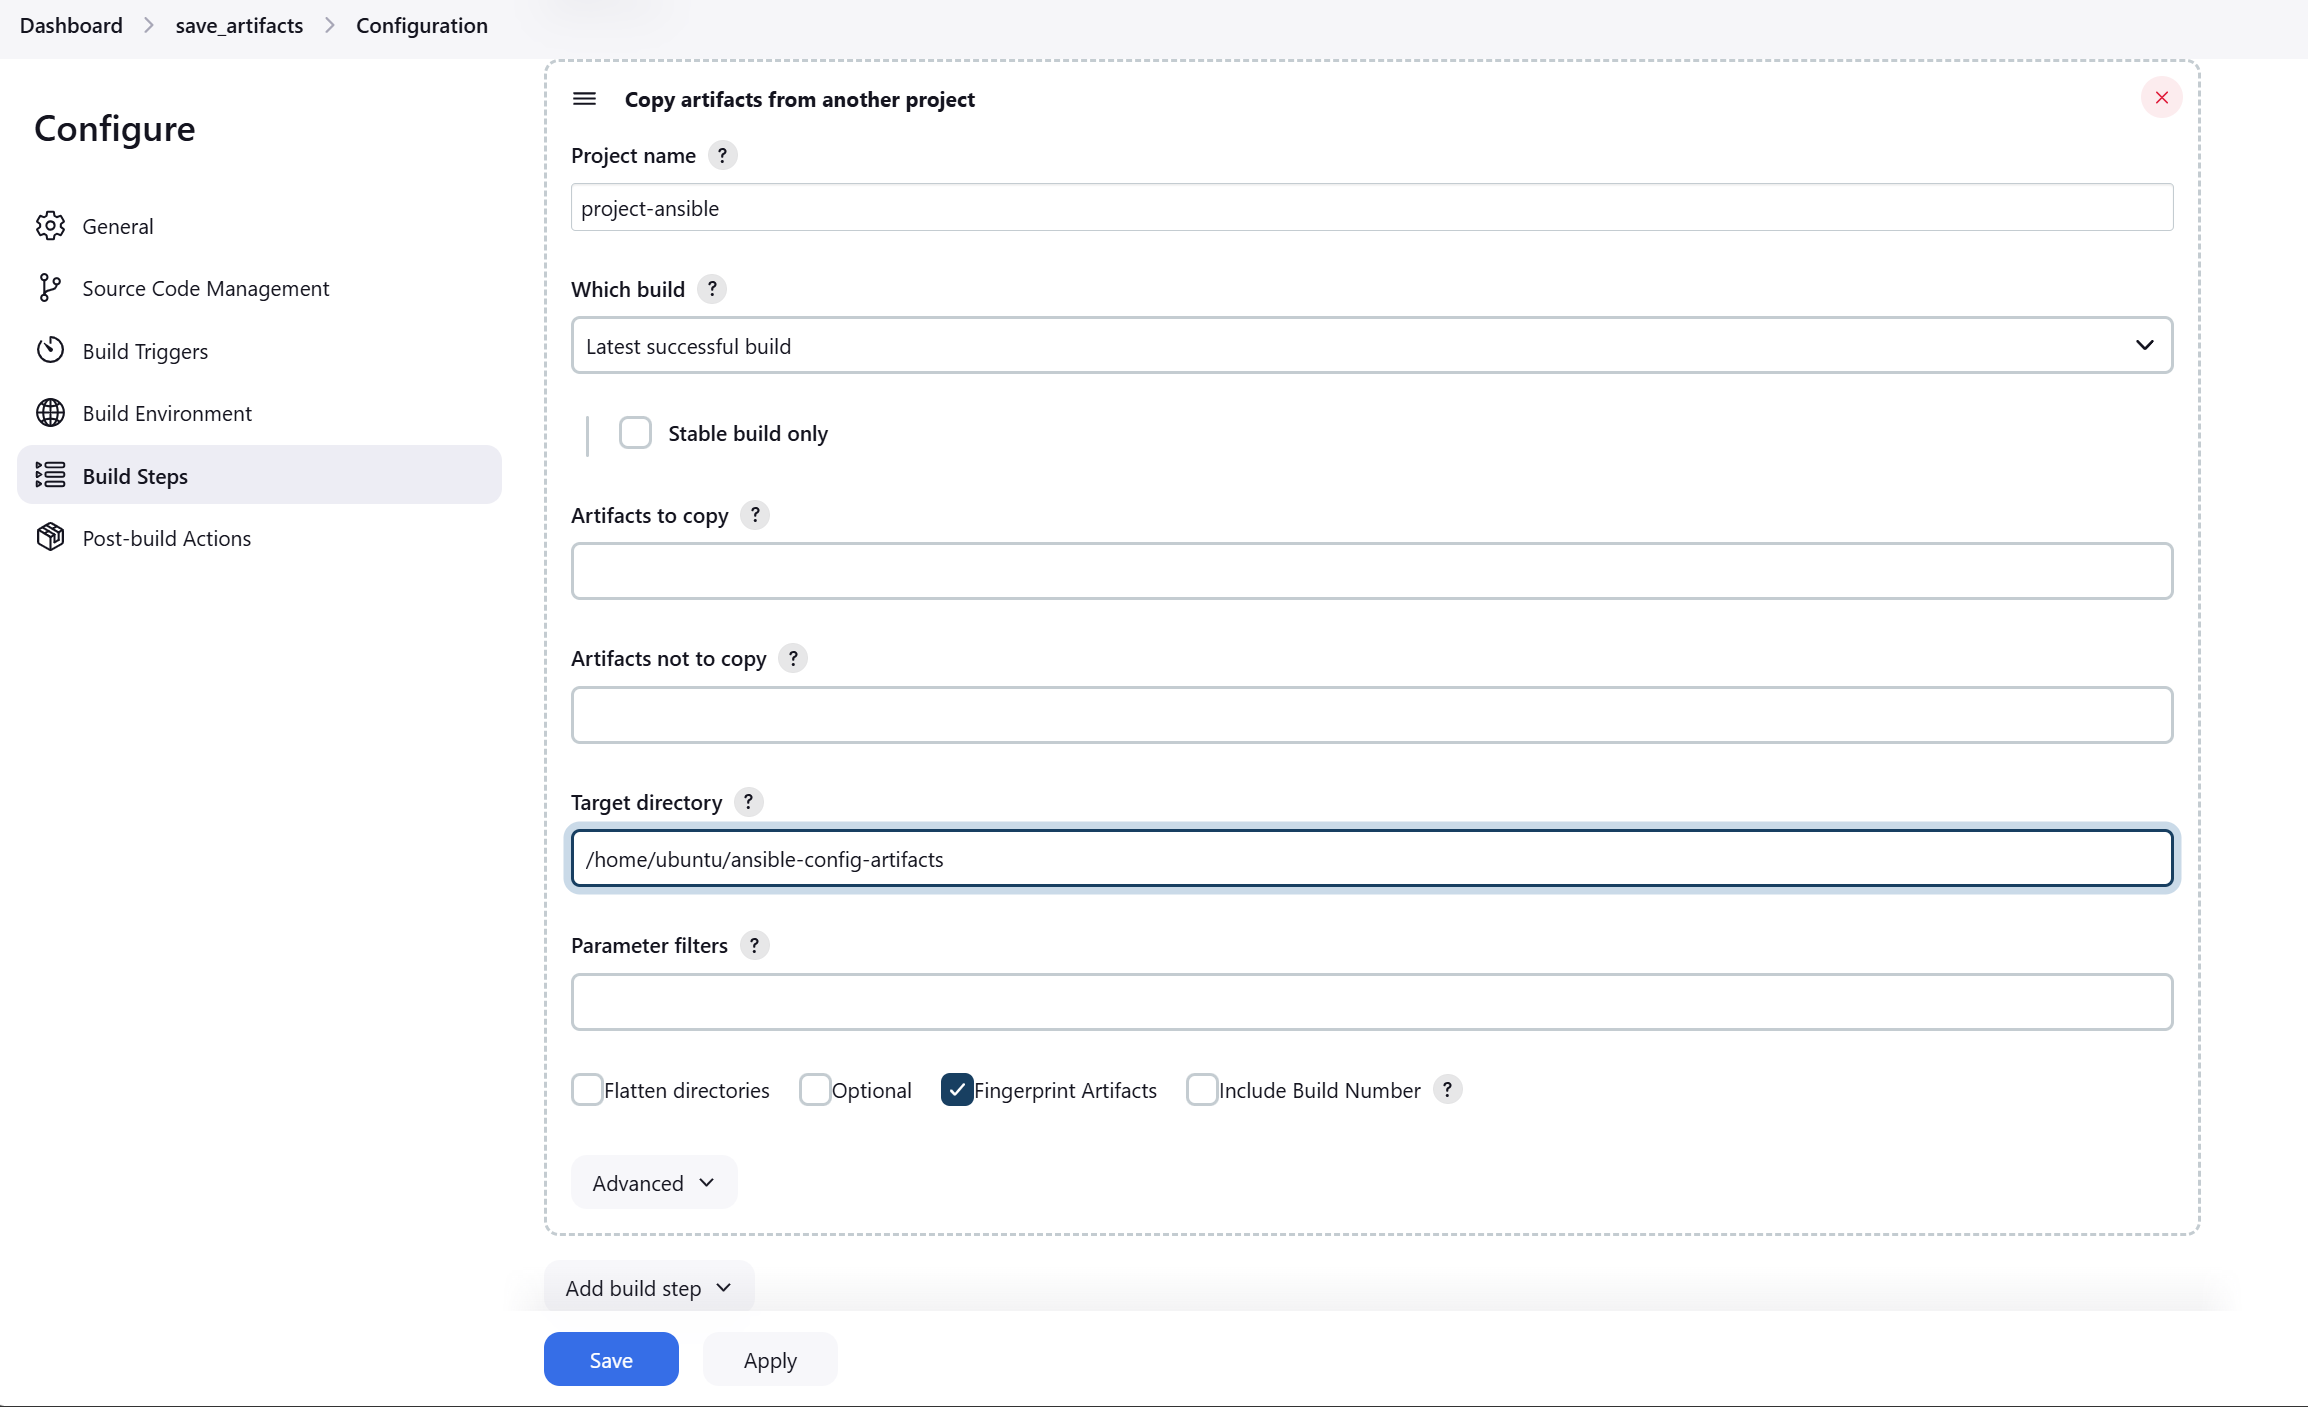 Dashboard > save_artifacts > Configuration
Configure
General
Source Code Management
Build Triggers
Build Environment
Build Steps
Post-build Actions
Copy artifacts from another project
Project name ?
project-ansible
Which build ?
Latest successful build
Stable build only
Artifacts to copy ?
Artifacts not to copy ?
Target directory ?
/home/ubuntu/ansible-config-artifacts
Parameter filters ?
Flatten directories Optional Fingerprint Artifacts Include Build Number ?
Advanced
Add build step
Save Apply